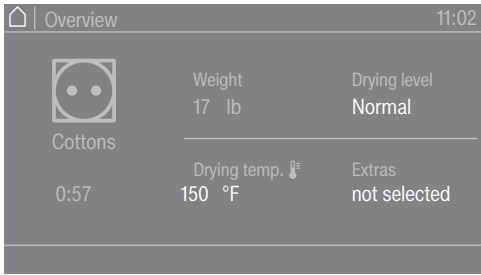 Overview 11:02
Weight Drying level
17 lb Normal
Cottons
Drying temp. Extras
0:57 150 °F not selected